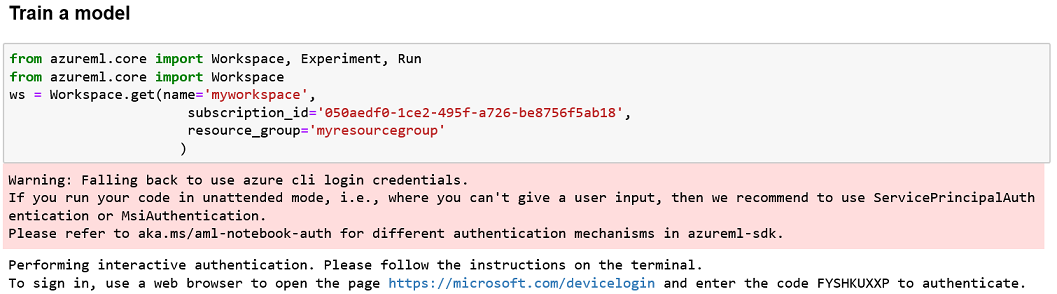 Train a model
from azureml.core import Workspace, Experiment, Run
from azureml.core import Workspace
ws = Workspace.get(name='myworkspace',
subscription_id='050aedf0-1ce2-495f-a726-be8756f5ab18',
resource_group='myresourcegroup'
)
Warning: Falling back to use azure cli login credentials.
If you run your code in unattended mode, i.e., where you can't give a user input, then we recommend to use ServicePrincipalAuth
entication or MsiAuthentication.
Please refer to aka.ms/aml-notebook-auth for different authentication mechanisms in azureml-sdk.
Performing interactive authentication. Please follow the instructions on the terminal.
To sign in, use a web browser to open the page https://microsoft.com/devicelogin and enter the code FYSHKUXXP to authenticate.